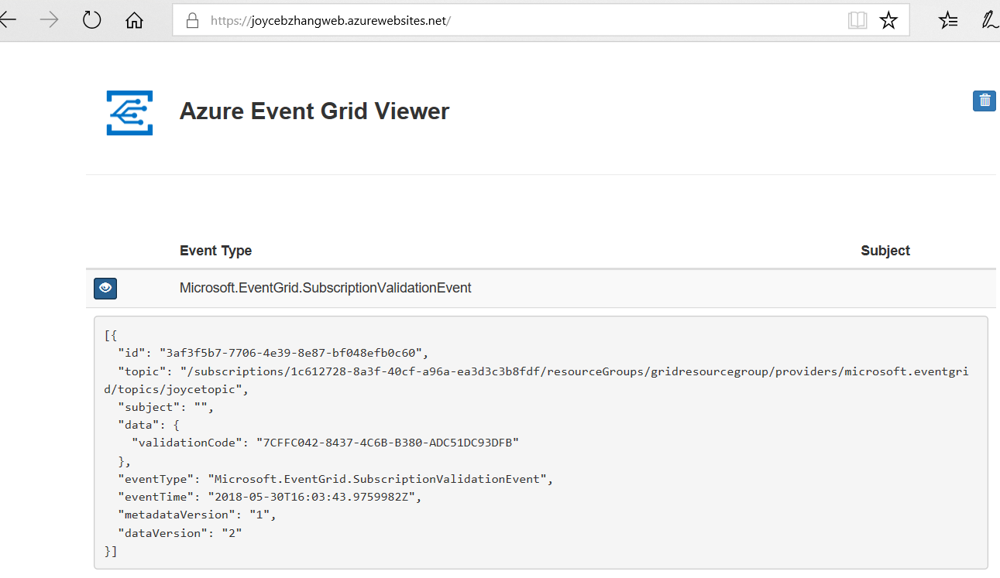 https://joycebzhangweb.azurewebsites.net/
Azure Event Grid Viewer
Event Type Subject
Microsoft.EventGrid.SubscriptionValidationEvent
[{
  "id": "3af3f5b7-7706-4e39-8e87-bf048efb0c60",
  "topic": "/subscriptions/1c612728-8a3f-40cf-a96a-ea3d3c3b8fdf/resourceGroups/gridresourcegroup/providers/microsoft.eventgri
d/topics/joycetopic",
  "subject": "",
  "data": {
    "validationCode": "7CFFC042-8437-4C6B-B380-ADC51DC93DFB"
  },
  "eventType": "Microsoft.EventGrid.SubscriptionValidationEvent",
  "eventTime": "2018-05-30T16:03:43.9759982Z",
  "metadataVersion": "1",
  "dataVersion": "2"
}]